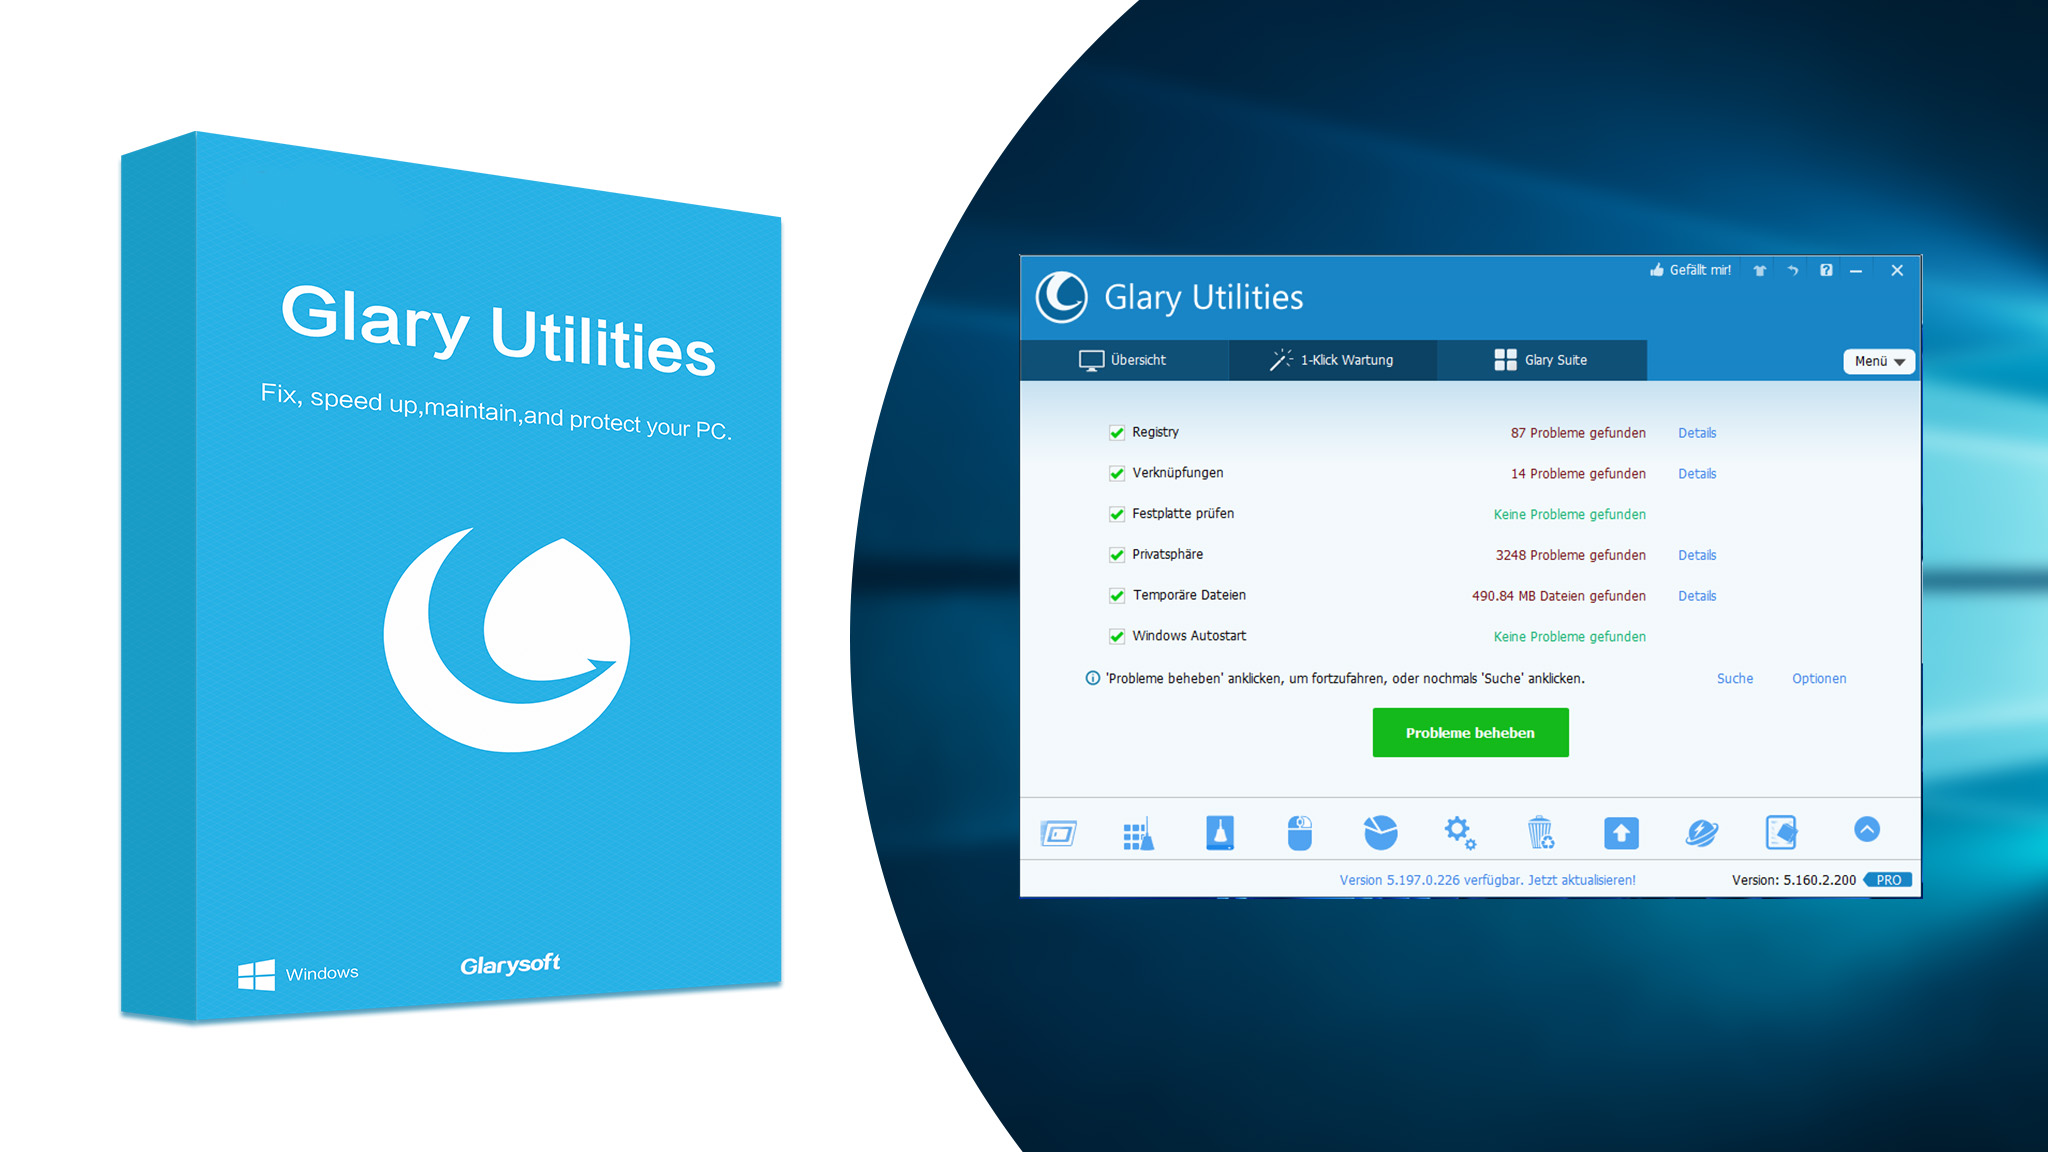 Glary Utilities
Fix, speed up,maintain,and protect your PC.
Windows
Glarysoft
Gefällt mir!
Glary Utilities
Übersicht
1-Klick Wartung
Glary Suite
Menü
Registry 87 Probleme gefunden Details
Verknüpfungen 14 Probleme gefunden Details
Festplatte prüfen Keine Probleme gefunden
Privatsphäre 3248 Probleme gefunden Details
Temporäre Dateien 490.84 MB Dateien gefunden Details
Windows Autostart Keine Probleme gefunden
'Probleme beheben' anklicken, um fortzufahren, oder nochmals 'Suche' anklicken. Suche Optionen
Probleme beheben
Version 5.197.0.226 verfügbar. Jetzt aktualisieren! Version: 5.160.2.200 PRO